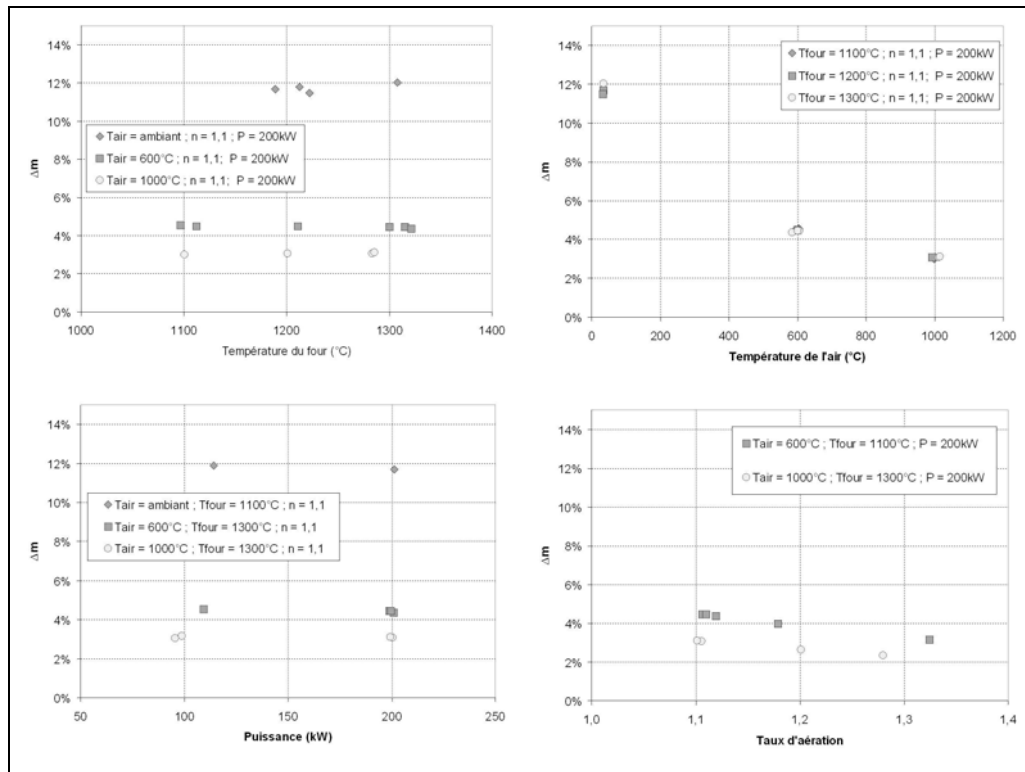 14%
12%
10%
8%
6%
4%
2%
0%
Δm
Tair = ambiant ; n = 1,1 ; P = 200kW
Tair = 600°C ; n = 1,1; P = 200kW
Tair = 1000°C ; n = 1,1; P = 200kW
1000 1100 1200 1300 1400
Température du four (°C)
14%
12%
10%
8%
6%
4%
2%
0%
Δm
Tfour = 1100°C ; n = 1,1 ; P = 200kW
Tfour = 1200°C ; n = 1,1; P = 200kW
Tfour = 1300°C ; n = 1,1; P = 200kW
0 200 400 600 800 1000 1200
Température de l'air (°C)
14%
12%
10%
8%
6%
4%
2%
0%
Δm
Tair = ambiant ; Tfour = 1100°C ; n = 1,1
Tair = 600°C ; Tfour = 1300°C ; n = 1,1
Tair = 1000°C ; Tfour = 1300°C ; n = 1,1
50 100 150 200 250
Puissance (kW)
14%
12%
10%
8%
6%
4%
2%
0%
Δm
Tair = 600°C ; Tfour = 1100°C ; P = 200kW
Tair = 1000°C ; Tfour = 1300°C ; P = 200kW
1,0 1,1 1,2 1,3 1,4
Taux d'aération